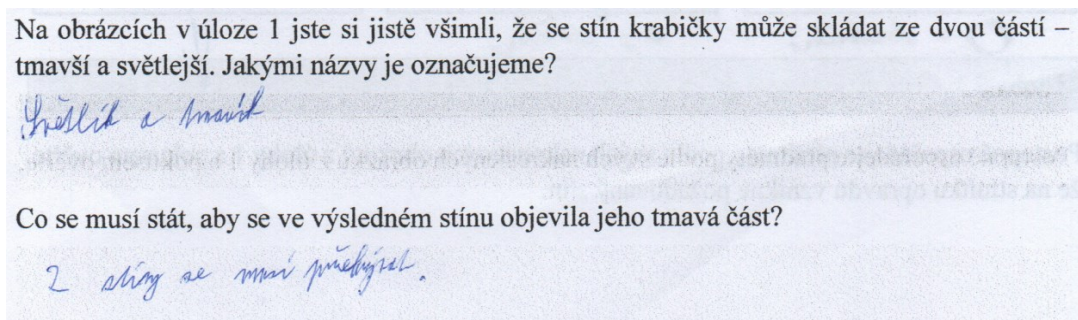 Na obrázcích v úloze 1 jste si jistě všimli, že se stín krabičky může skládat ze dvou částí –
tmavší a světlejší. Jakými názvy je označujeme?
Světlík a tmavík
Co se musí stát, aby se ve výsledném stínu objevila jeho tmavá část?
2 stíny se musí překrývat.